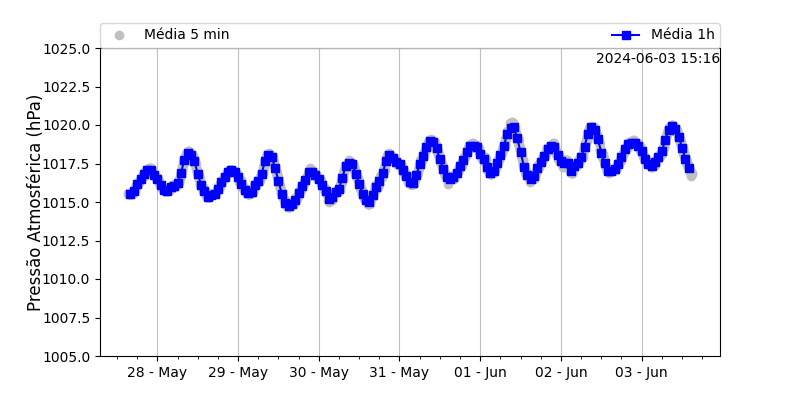 Média 5 min
Média 1h
2024-06-03 15:16
Pressão Atmosférica (hPa)
1025.0
1022.5
1020.0
1017.5
1015.0
1012.5
1010.0
1007.5
1005.0
28 - May
29 - May
30 - May
31 - May
01 - Jun
02 - Jun
03 - Jun